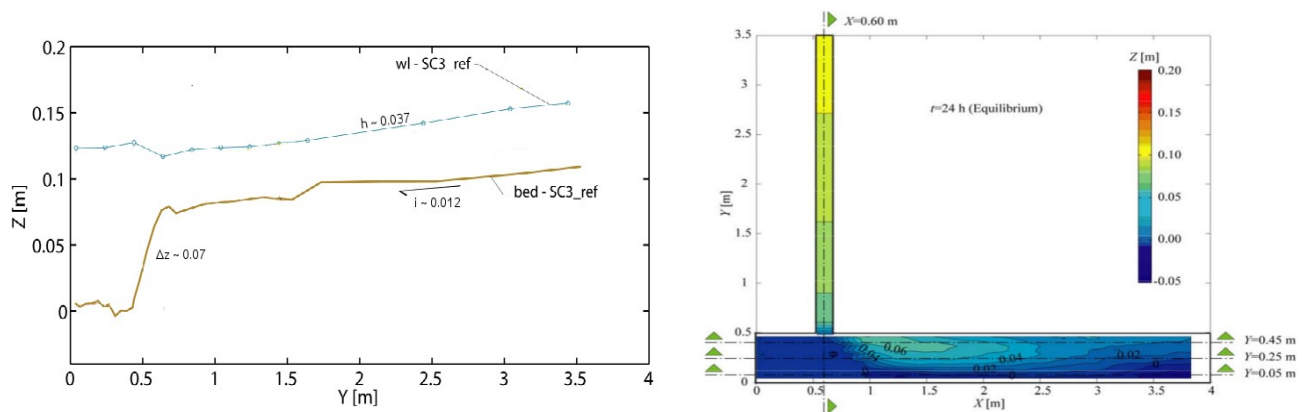 0.2
0.15
0.1
0.05
0
Z [m]
wl - SC3_ref
h ~ 0.037
bed - SC3_ref
i ~ 0.012
Δz ~ 0.07
0 0.5 1 1.5 2 2.5 3 3.5 4
Y [m]
X=0.60 m
3.5
3
2.5
2
1.5
1
0.5
0
Y [m]
t=24 h (Equilibrium)
Z [m]
0.20
0.15
0.10
0.05
0.00
-0.05
0.06
0.04
0.04
0.02
0.02
0
0
0
0
Y=0.45 m
Y=0.25 m
Y=0.05 m
0 0.5 1 1.5 2 2.5 3 3.5 4
X [m]